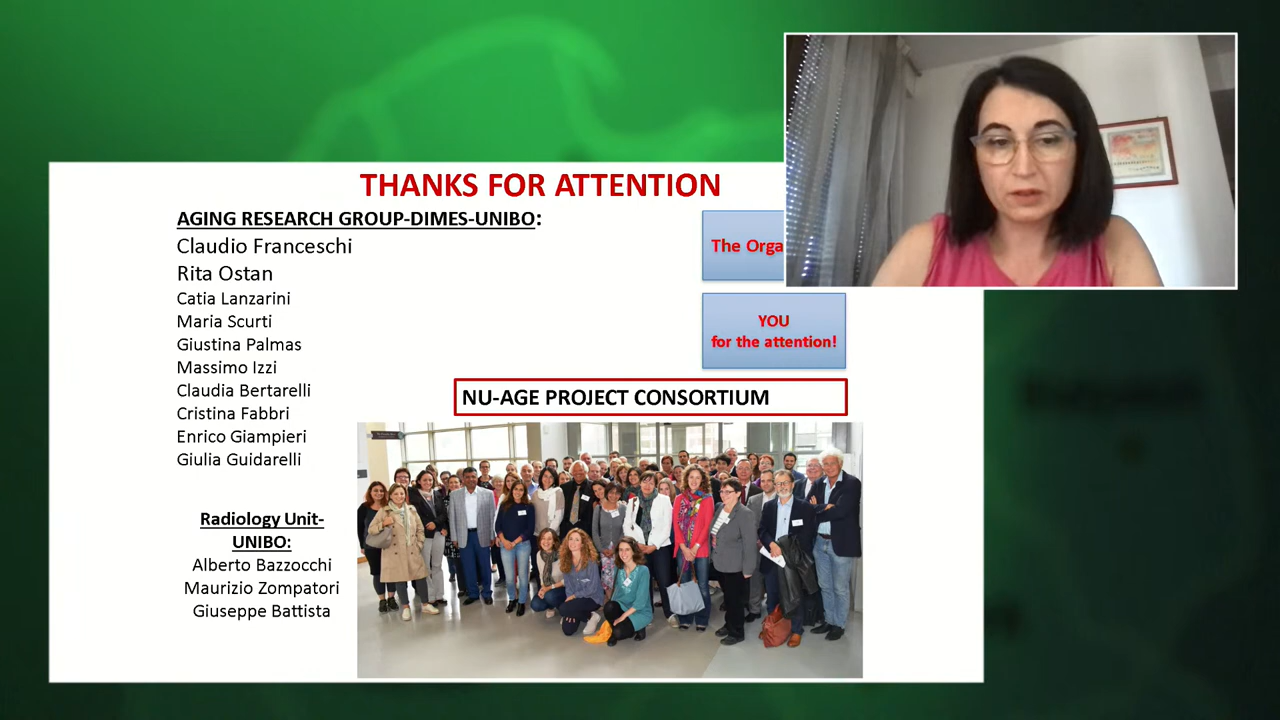 THANKS FOR ATTENTION
AGING RESEARCH GROUP-DIMES-UNIBO:
Claudio Franceschi
Rita Ostan
Catia Lanzarini
Maria Scurti
Giustina Palmas
Massimo Izzi
Claudia Bertarelli
Cristina Fabbri
Enrico Giampieri
Giulia Guidarelli
Radiology Unit-
UNIBO:
Alberto Bazzocchi
Maurizio Zompatori
Giuseppe Battista
The Orga
YOU
for the attention!
NU-AGE PROJECT CONSORTIUM